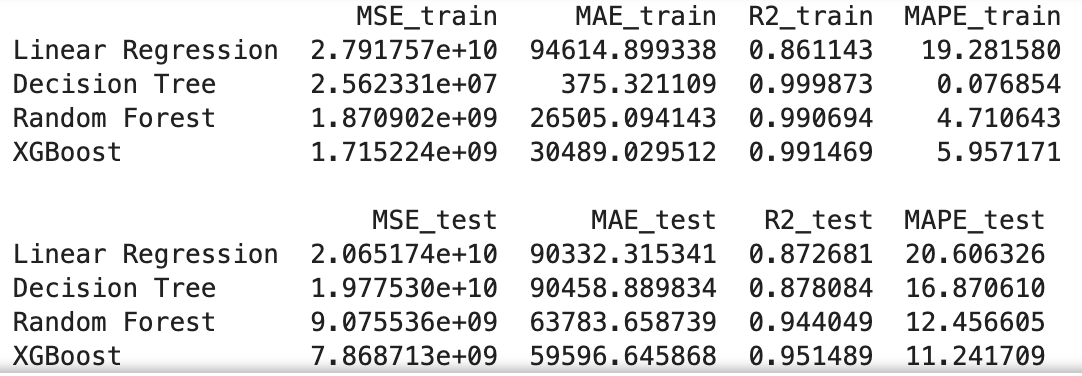 MSE_train MAE_train R2_train MAPE_train
Linear Regression 2.791757e+10 94614.899338 0.861143 19.281580
Decision Tree 2.562331e+07 375.321109 0.999873 0.076854
Random Forest 1.870902e+09 26505.094143 0.990694 4.710643
XGBoost 1.715224e+09 30489.029512 0.991469 5.957171
MSE_test MAE_test R2_test MAPE_test
Linear Regression 2.065174e+10 90332.315341 0.872681 20.606326
Decision Tree 1.977530e+10 90458.889834 0.878084 16.870610
Random Forest 9.075536e+09 63783.658739 0.944049 12.456605
XGBoost 7.868713e+09 59596.645868 0.951489 11.241709